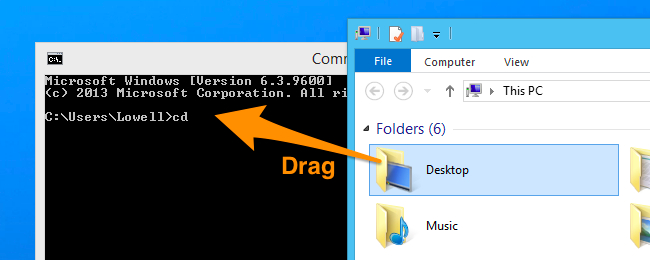 Comm
Microsoft Windows [Version 6.3.9600]
(c) 2013 Microsoft Corporation. All ri
C:\Users\Lowell>cd
Drag
File Computer View
This PC
Folders (6)
Desktop
Music